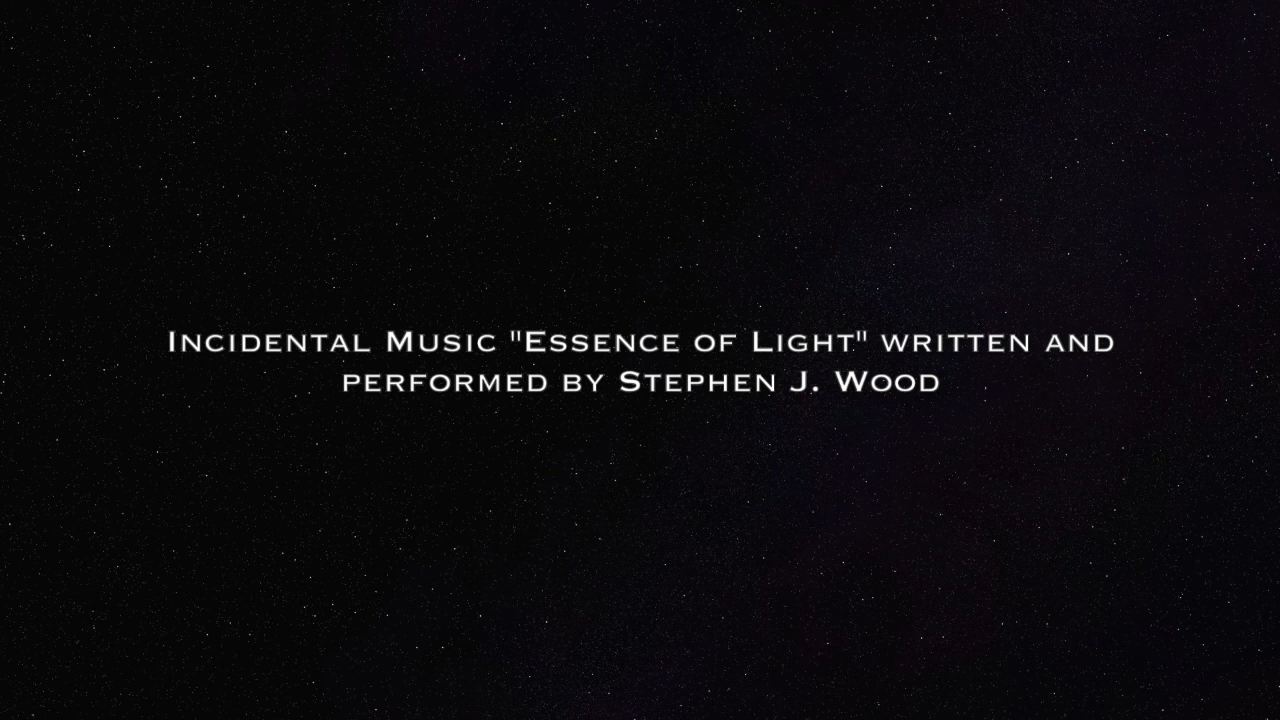 Incidental Music "Essence of Light" written and
performed by Stephen J. Wood